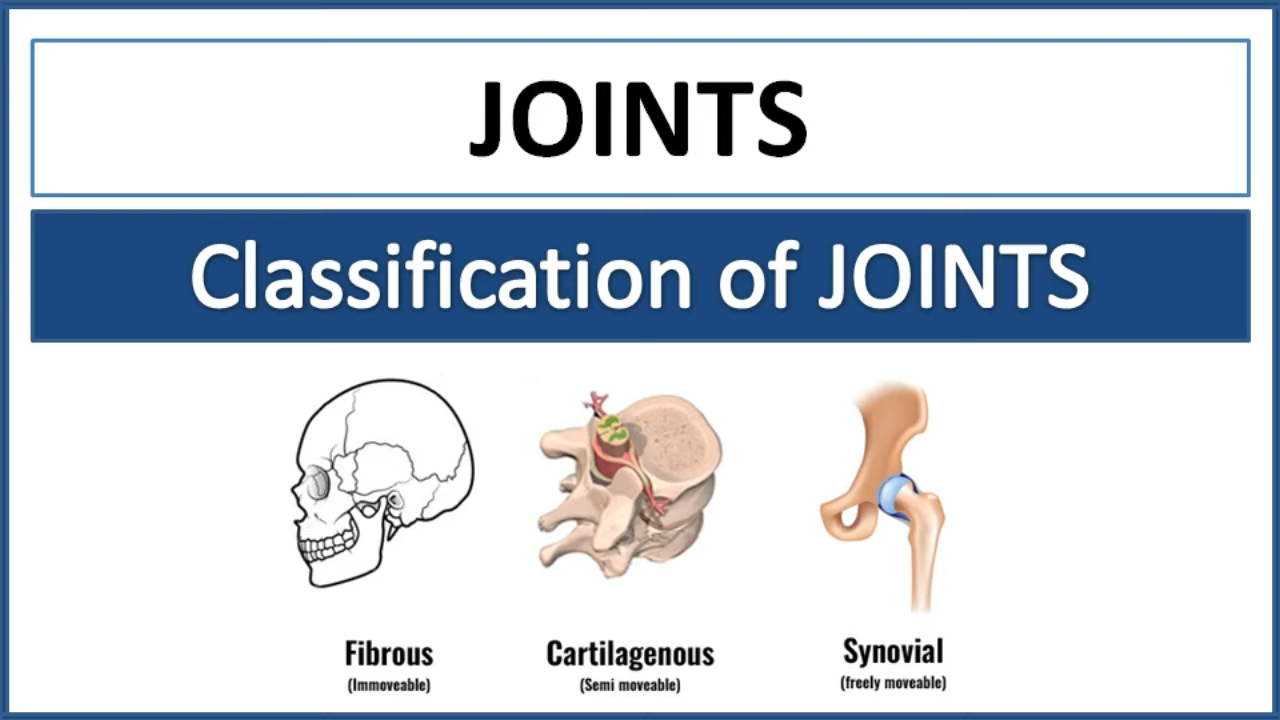 JOINTS
Classification of JOINTS
Fibrous
(Immoveable)
Cartilagenous
(Semi moveable)
Synovial
(freely moveable)